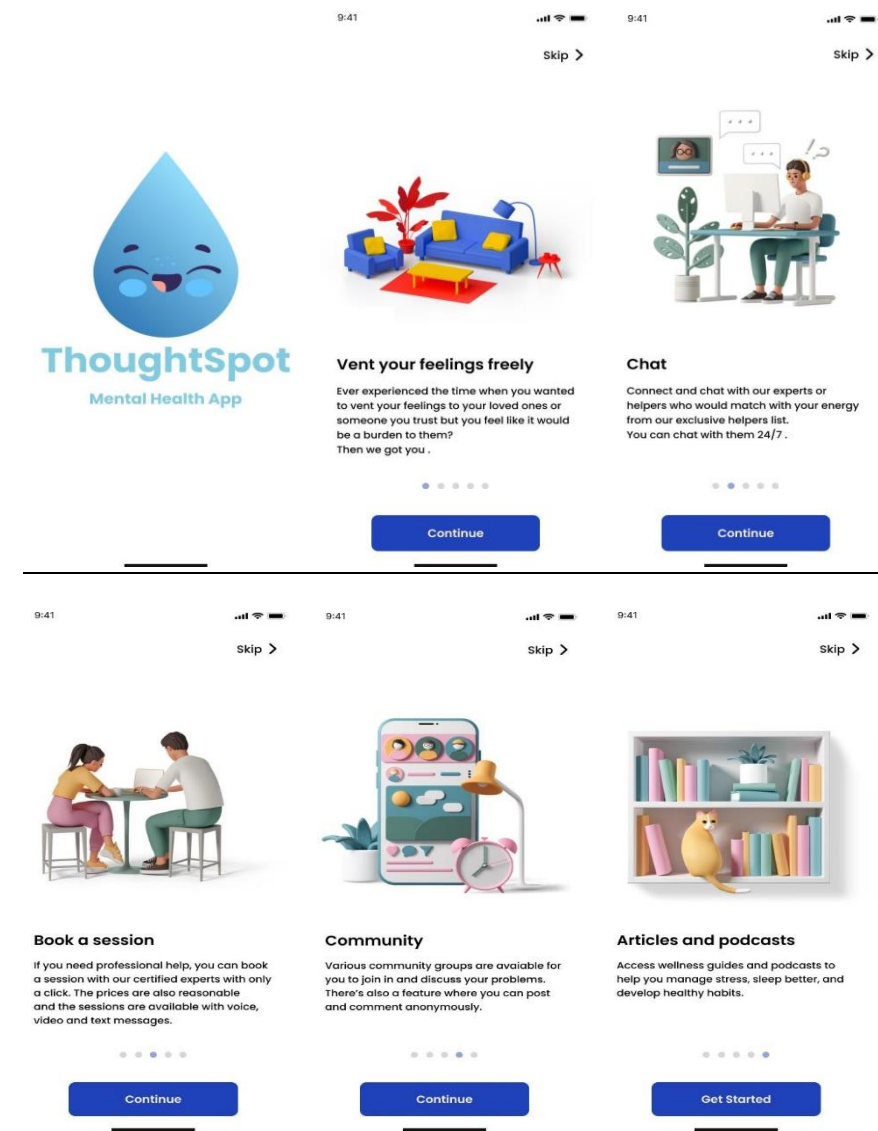 ThoughtSpot
Mental Health App
9:41
Skip
Vent your feelings freely
Ever experienced the time when you wanted
to vent your feelings to your loved ones or
someone you trust but you feel like it would
be a burden to them?
Then we got you .
Continue
9:41
Skip
!?
Chat
Connect and chat with our experts or
helpers who would match with your energy
from our exclusive helpers list.
You can chat with them 24/7 .
Continue
9:41
Skip
Book a session
If you need professional help, you can book
a session with our certified experts with only
a click. The prices are also reasonable
and the sessions are available with voice,
video and text messages.
Continue
9:41
Skip
Community
Various community groups are avaiable for
you to join in and discuss your problems.
There's also a feature where you can post
and comment anonymously.
Continue
9:41
Skip
Articles and podcasts
Access wellness guides and podcasts to
help you manage stress, sleep better, and
develop healthy habits.
Get Started